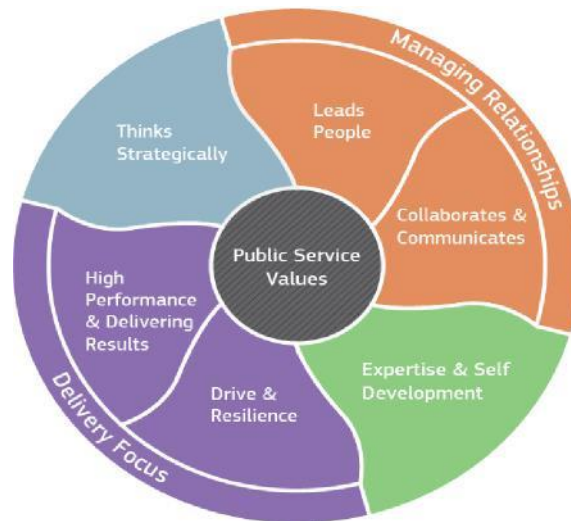 Managing Relationships
Leads
People
Thinks
Strategically
Collaborates &
Communicates
Public Service
Values
High
Performance
& Delivering
Results
Expertise & Self
Development
Drive &
Resilience
Delivery Focus